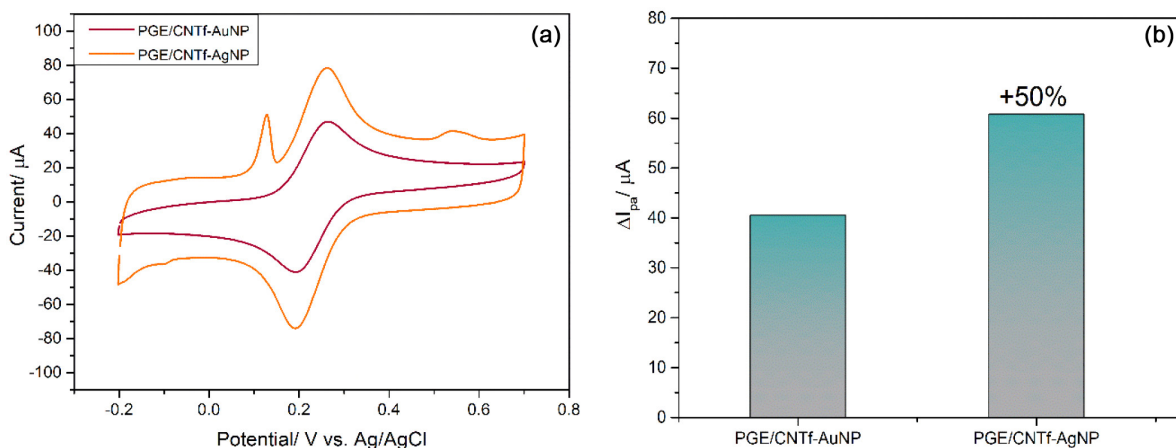 (a)
PGE/CNTf-AuNP
PGE/CNTf-AgNP
100
80
60
40
20
0
-20
-40
-60
-80
-100
Current/ μA
-0.2 0.0 0.2 0.4 0.6 0.8
Potential/ V vs. Ag/AgCl
(b)
80
70
60
50
40
30
20
10
0
ΔIpa/ μA
+50%
PGE/CNTf-AuNP PGE/CNTf-AgNP